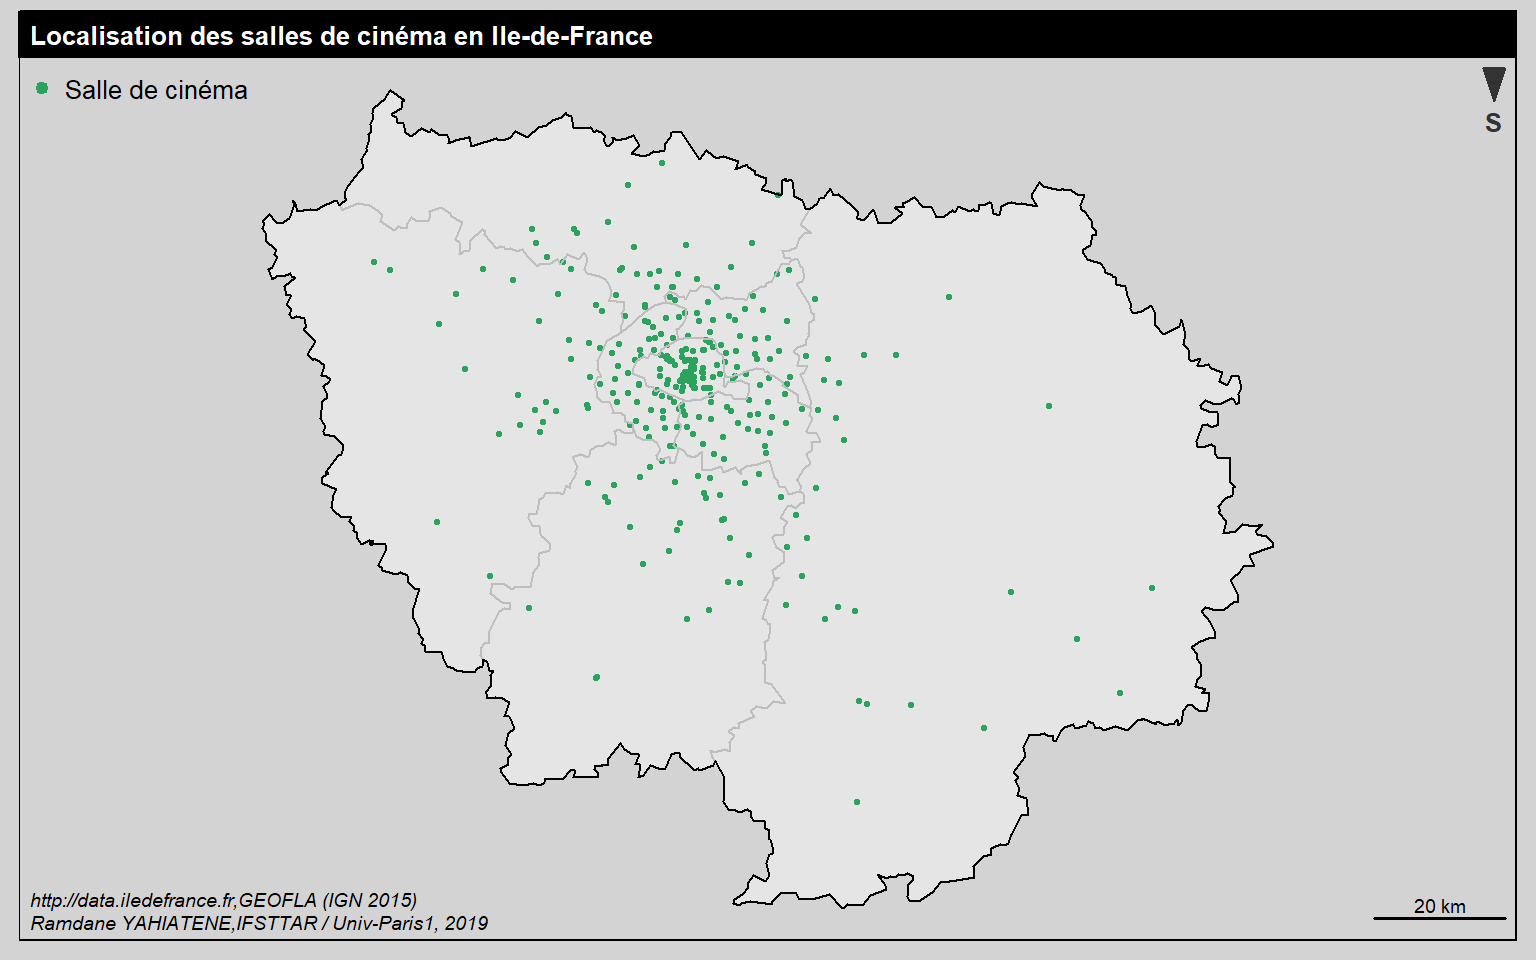 Localisation des salles de cinéma en Ile-de-France
Salle de cinéma
S
http://data.iledefrance.fr,GEOFLA (IGN 2015)
Ramdane YAHIATENE,IFSTTAR / Univ-Paris1, 2019
20 km